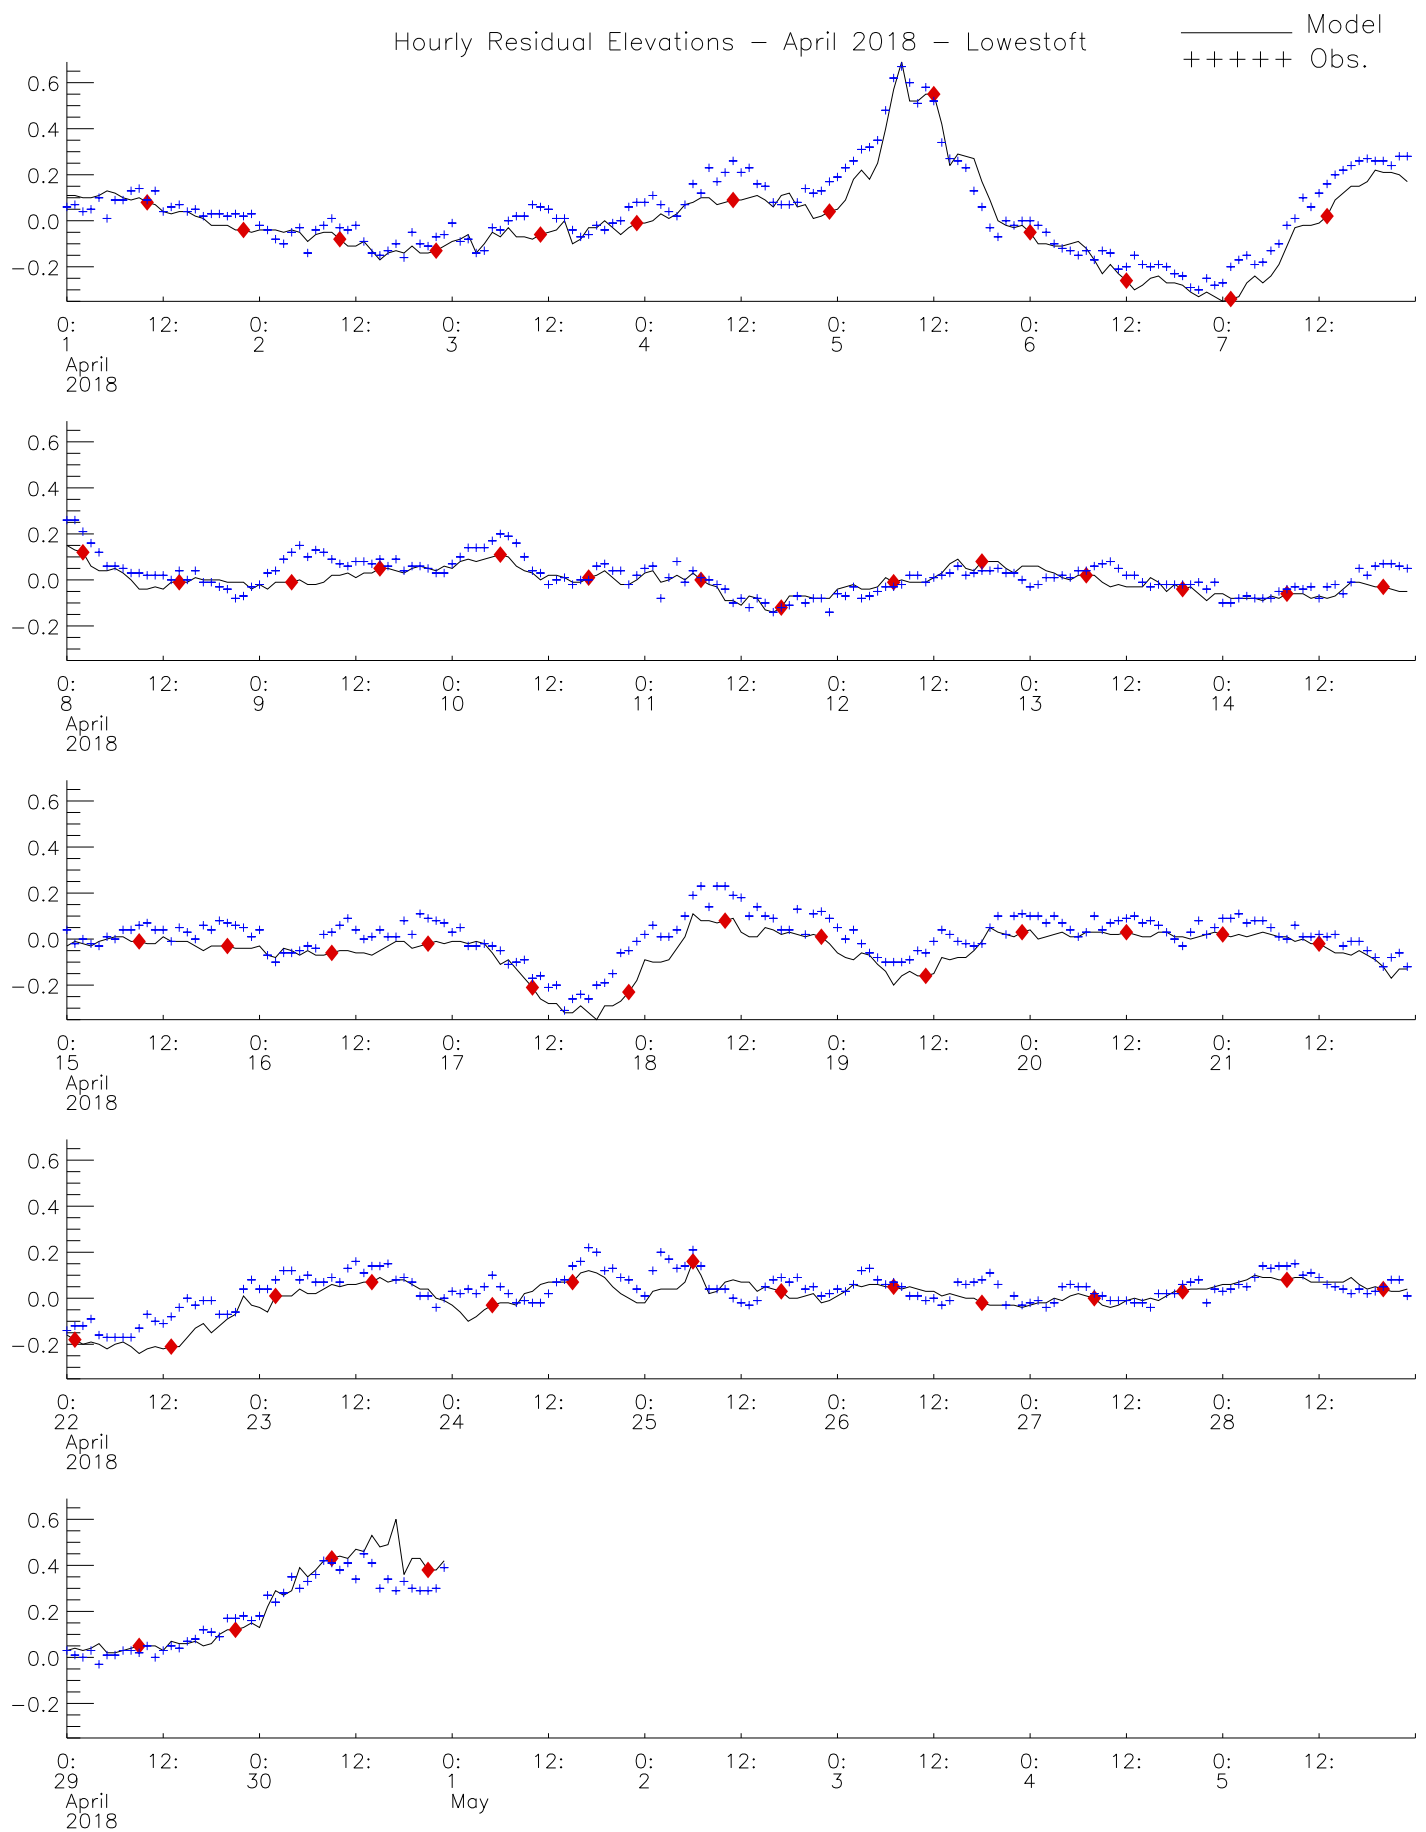 Hourly Residual Elevations — April 2018 — Lowestoft
Model
+++++ Obs.
0.6
0.4
0.2
0.0
−0.2
0: 12: 0: 12: 0: 12: 0: 12: 0: 12: 0: 12: 0: 12:
1 2 3 4 5 6 7
April
2018
0.6
0.4
0.2
0.0
−0.2
0: 12: 0: 12: 0: 12: 0: 12: 0: 12: 0: 12: 0: 12:
8 9 10 11 12 13 14
April
2018
0.6
0.4
0.2
0.0
−0.2
0: 12: 0: 12: 0: 12: 0: 12: 0: 12: 0: 12: 0: 12:
15 16 17 18 19 20 21
April
2018
0.6
0.4
0.2
0.0
−0.2
0: 12: 0: 12: 0: 12: 0: 12: 0: 12: 0: 12: 0: 12:
22 23 24 25 26 27 28
April
2018
0.6
0.4
0.2
0.0
−0.2
0: 12: 0: 12: 0: 12: 0: 12: 0: 12: 0: 12: 0: 12:
29 30 1 2 3 4 5
April May
2018